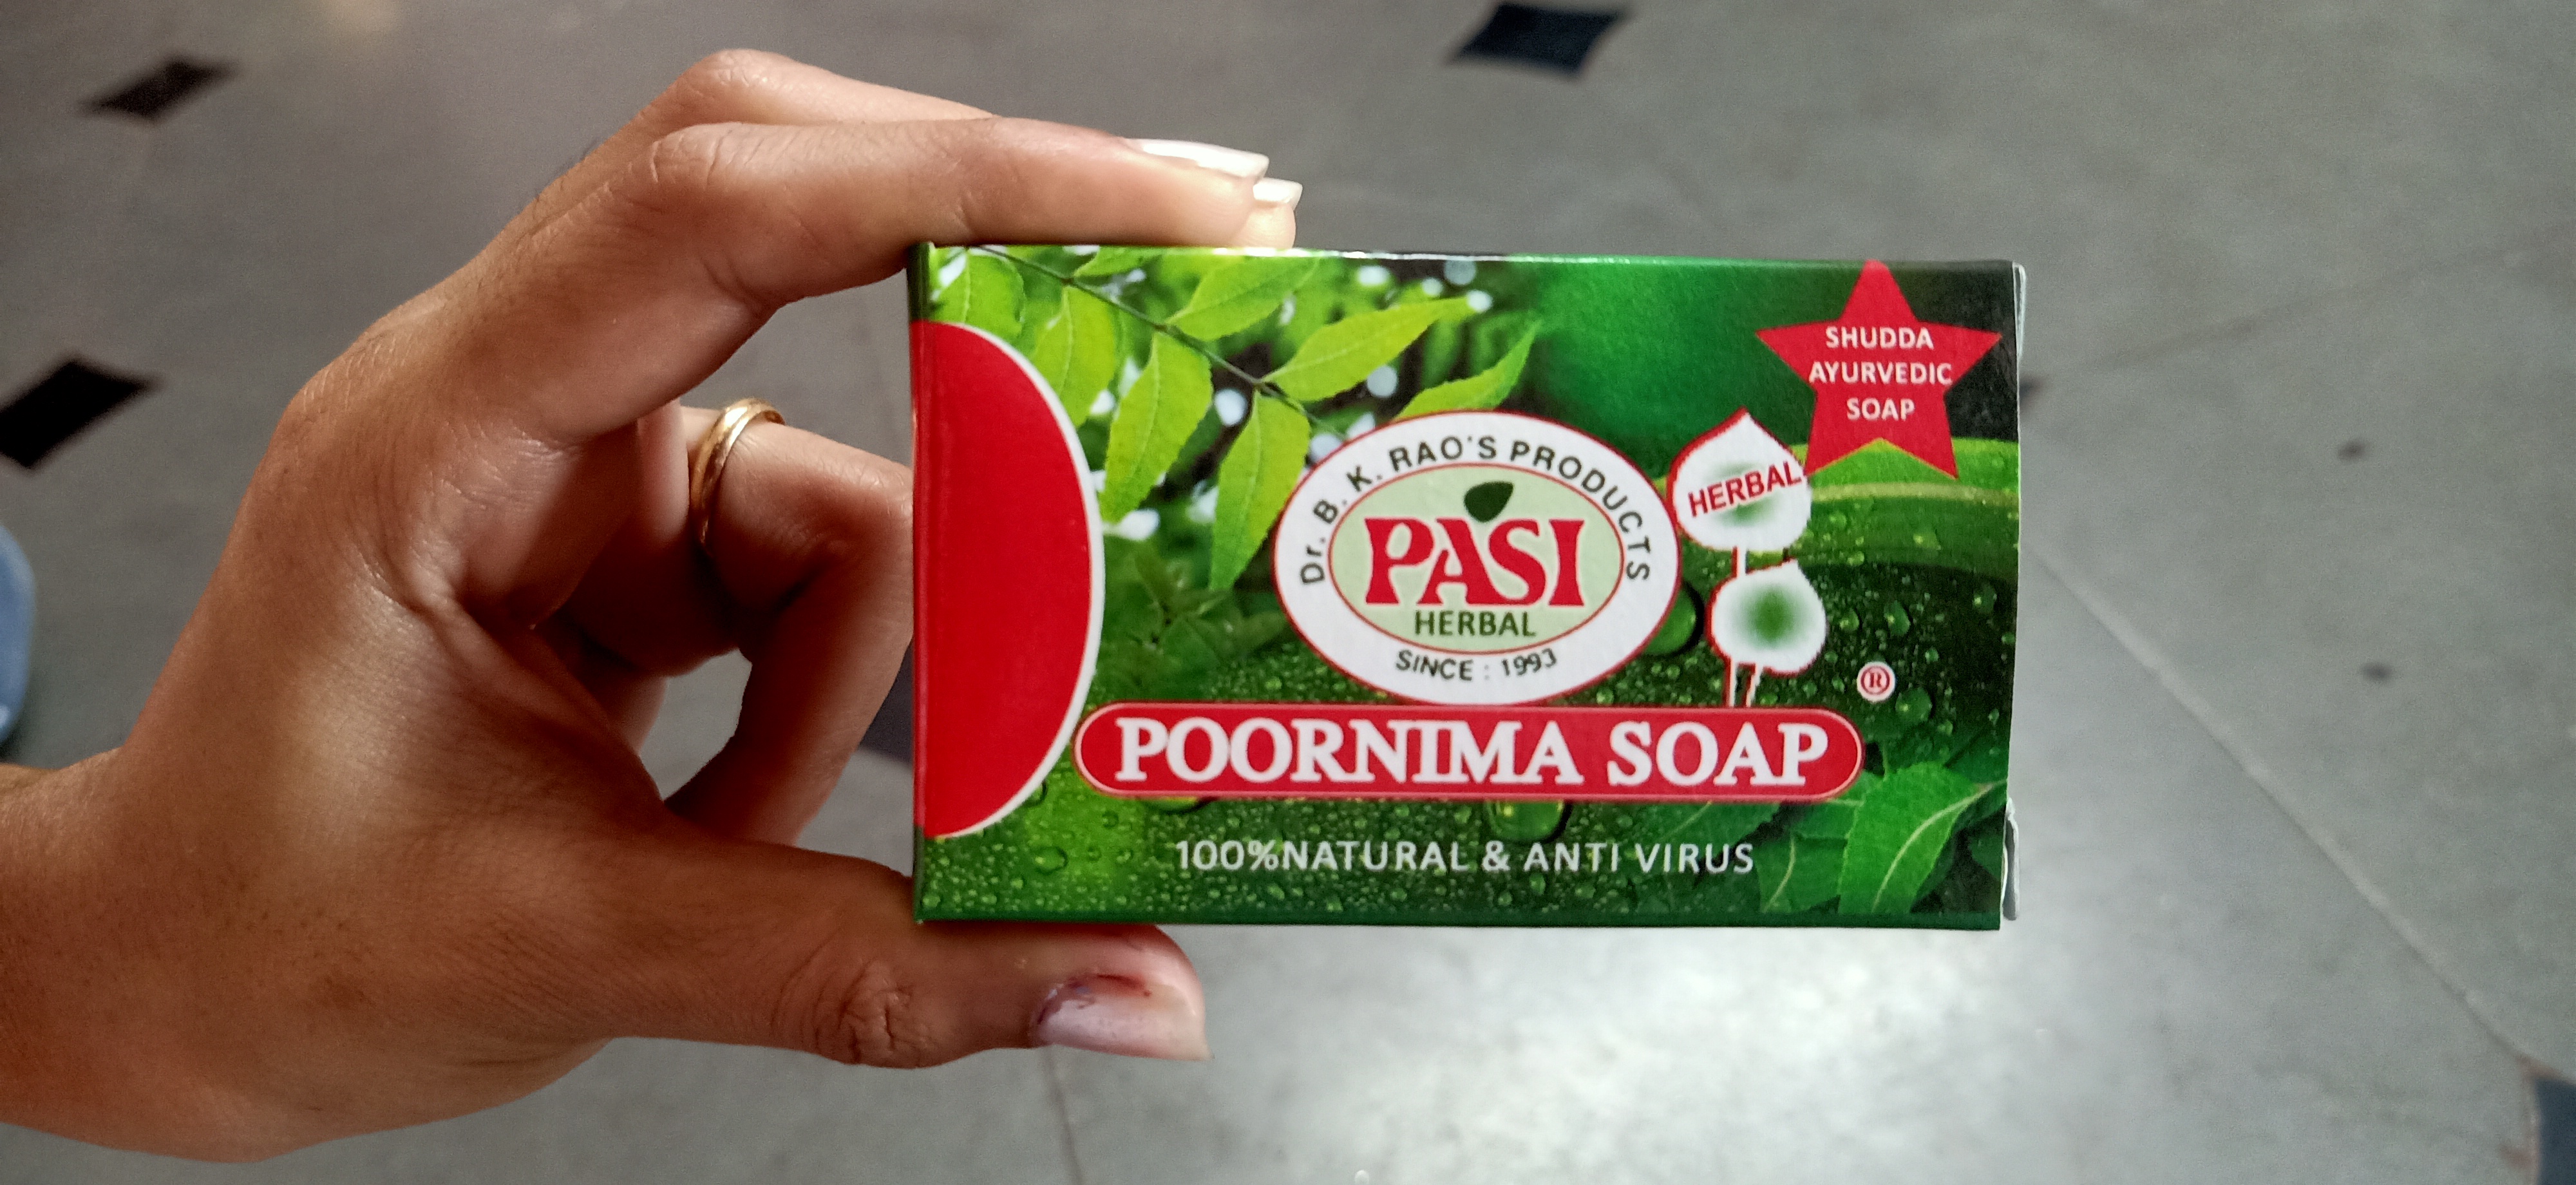 SHUDDA
AYURVEDIC
SOAP
Dr. B. K. RAO'S PRODUCTS
PASI
HERBAL
SINCE : 1993
HERBAL
®
POORNIMA SOAP
100%NATURAL & ANTI VIRUS